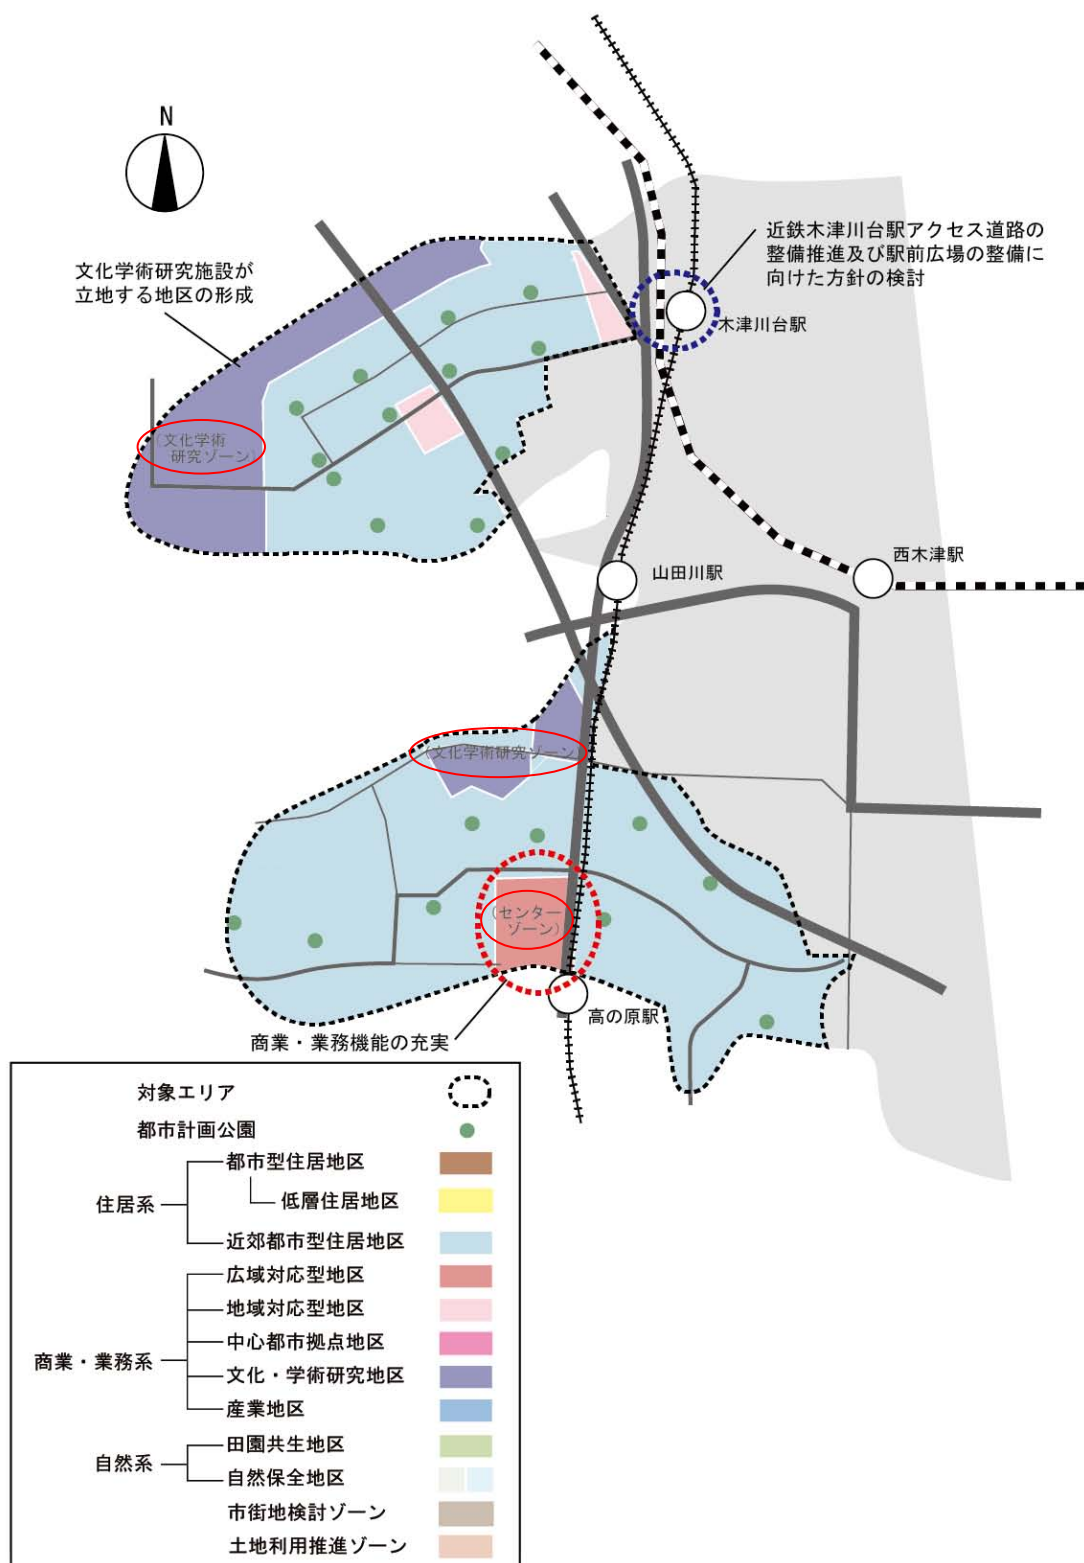 N
近鉄木津川台駅アクセス道路の
整備推進及び駅前広場の整備に
向けた方針の検討
文化学術研究施設が
立地する地区の形成
木津川台駅
(文化学術
研究ゾーン)
西木津駅
山田川駅
(文化学術研究ゾーン)
(センター
ゾーン)
高の原駅
商業・業務機能の充実
対象エリア
都市計画公園
住居系
都市型住居地区
低層住居地区
近郊都市型住居地区
商業・業務系
広域対応型地区
地域対応型地区
中心都市拠点地区
文化・学術研究地区
産業地区
自然系
田園共生地区
自然保全地区
市街地検討ゾーン
土地利用推進ゾーン